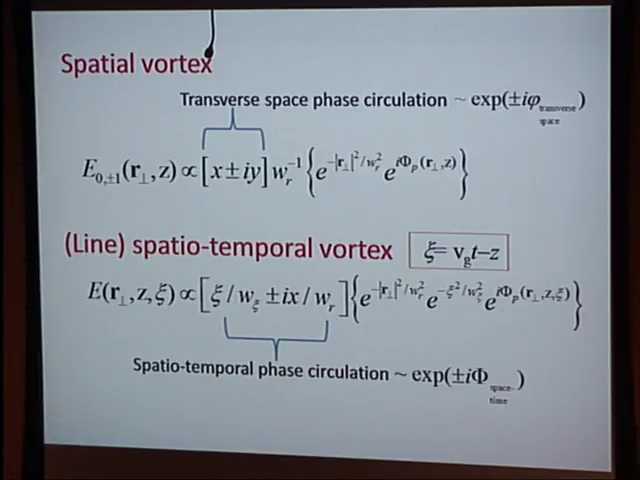 Spatial vortex
Transverse space phase circulation ~ exp(±iφ_transverse space)
E_{0,±1}(r_⊥,z) ∝ [x ± iy] w_r^{-1} { e^{-|r_⊥|^2/w_r^2} e^{iΦ_p(r_⊥,z)} }
(Line) spatio-temporal vortex ξ = v_g t − z
E(r_⊥,z,ξ) ∝ [ξ / w_ξ ± ix / w_r] { e^{-|r_⊥|^2/w_r^2} e^{-ξ^2/w_ξ^2} e^{iΦ_p(r_⊥,z,ξ)} }
Spatio-temporal phase circulation ~ exp(±iΦ_space-time)